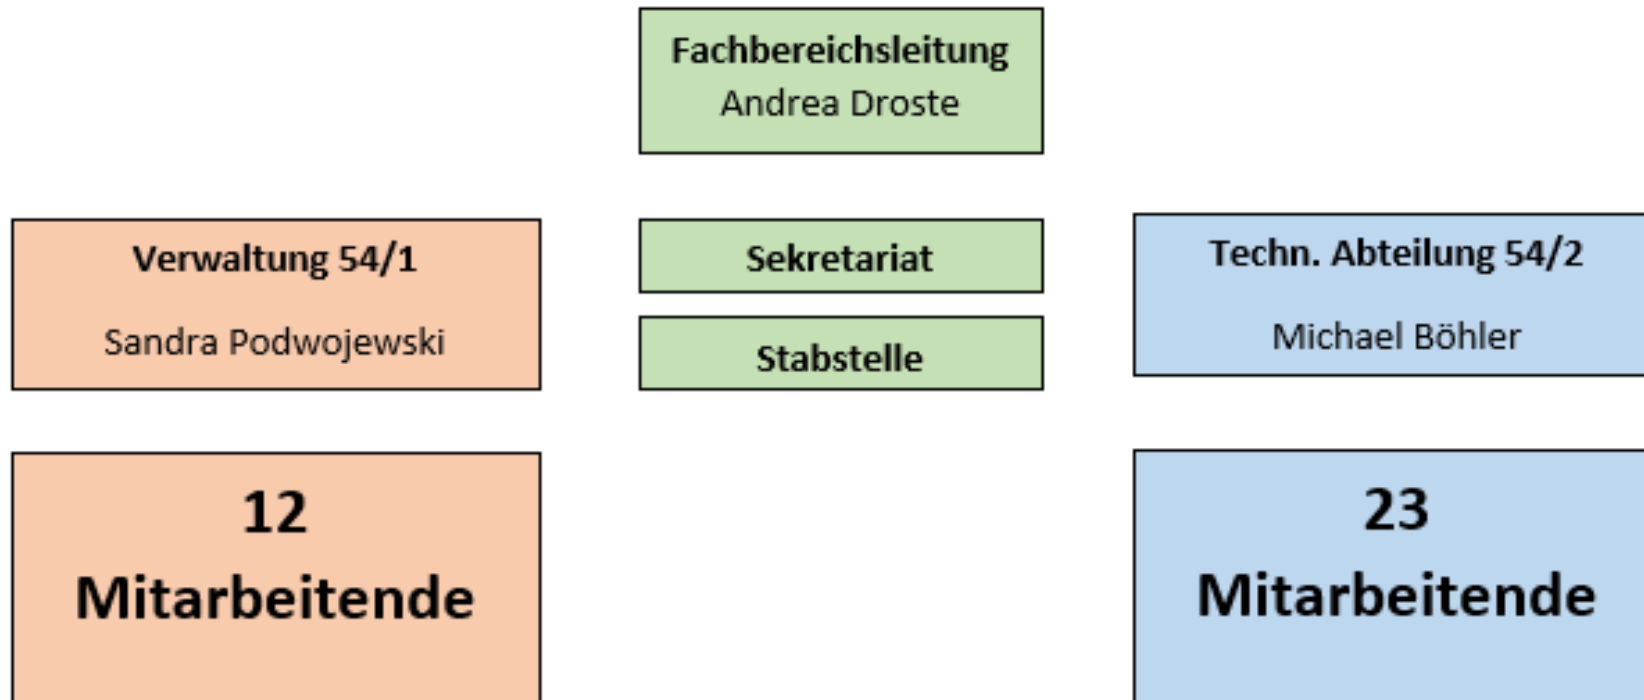 Fachbereichsleitung
Andrea Droste
Verwaltung 54/1
Sandra Podwojewski
Sekretariat
Stabstelle
Techn. Abteilung 54/2
Michael Böhler
12
Mitarbeitende
23
Mitarbeitende